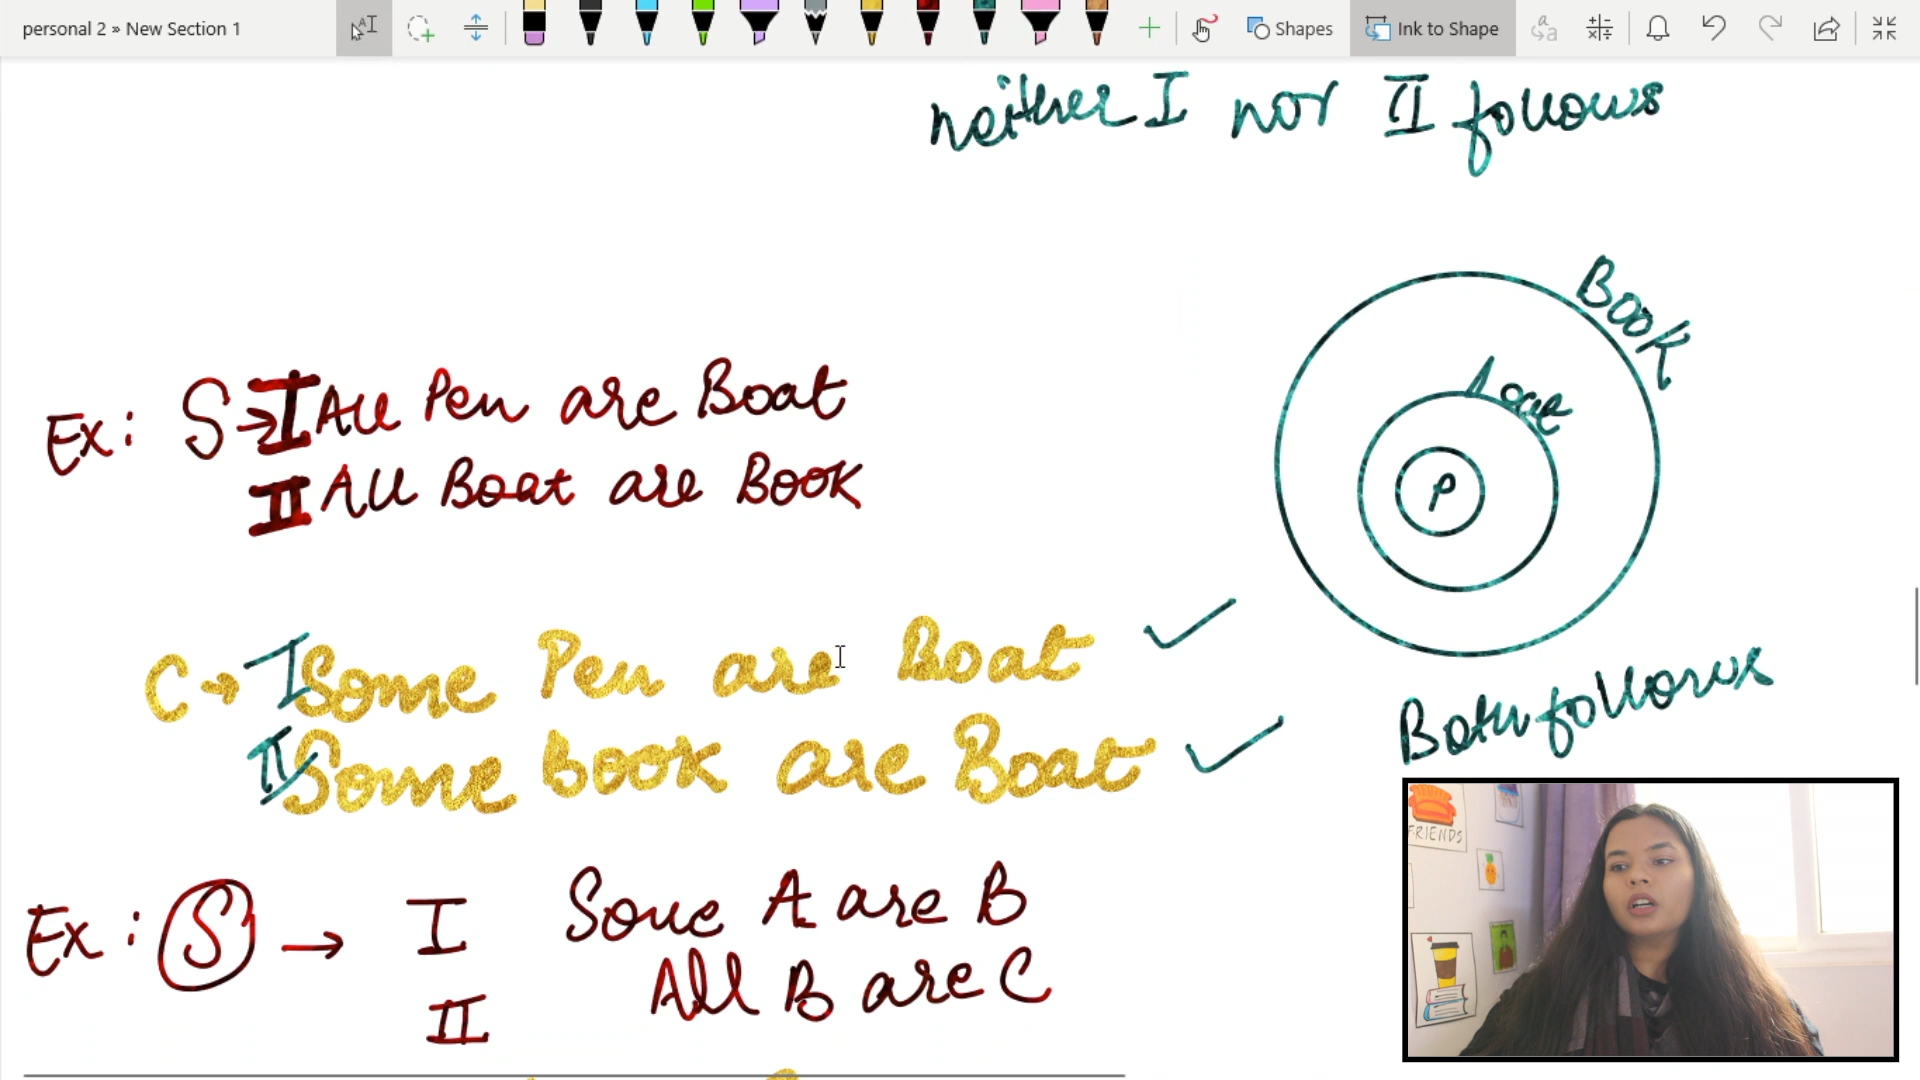 personal 2 » New Section 1
Shapes
Ink to Shape
neither I nor II follows
Book
Ex: S → I All Pen are Boat
II All Boat are Book
P
C → I Some Pen are Boat ✓
II Some book are Boat ✓
Both follows
FRIENDS
Ex: S → I Some A are B
II All B are C